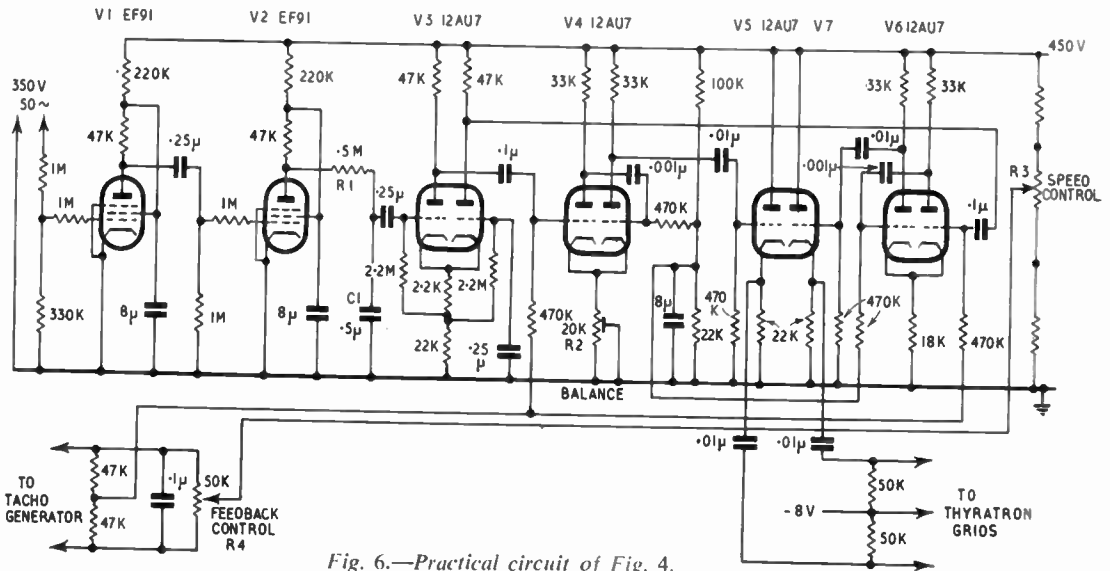 V1 EF91
V2 EF91
V3 12AU7
V4 12AU7
V5 12AU7 V7
V6 12AU7
450V
350V
50~
220K
220K
47K
47K
33K
33K
100K
33K
33K
47K
·25μ
47K
·5M
R1
·25μ
·1μ
·001μ
·01μ
·01μ
·001μ
·1μ
R3
SPEED
CONTROL
1M
1M
1M
470K
2.2M
2.2K
2.2M
330K
8μ
1M
8μ
C1
·5μ
22K
·25
μ
470K
20K
R2
8μ
22K
470
K
22K
470K
18K
470K
BALANCE
·01μ
·01μ
TO
TACHO
GENERATOR
47K
47K
·1μ
50K
FEEDBACK
CONTROL
R4
-8V
50K
50K
TO
THYRATRON
GRIOS
Fig. 6.—Practical circuit of Fig. 4.